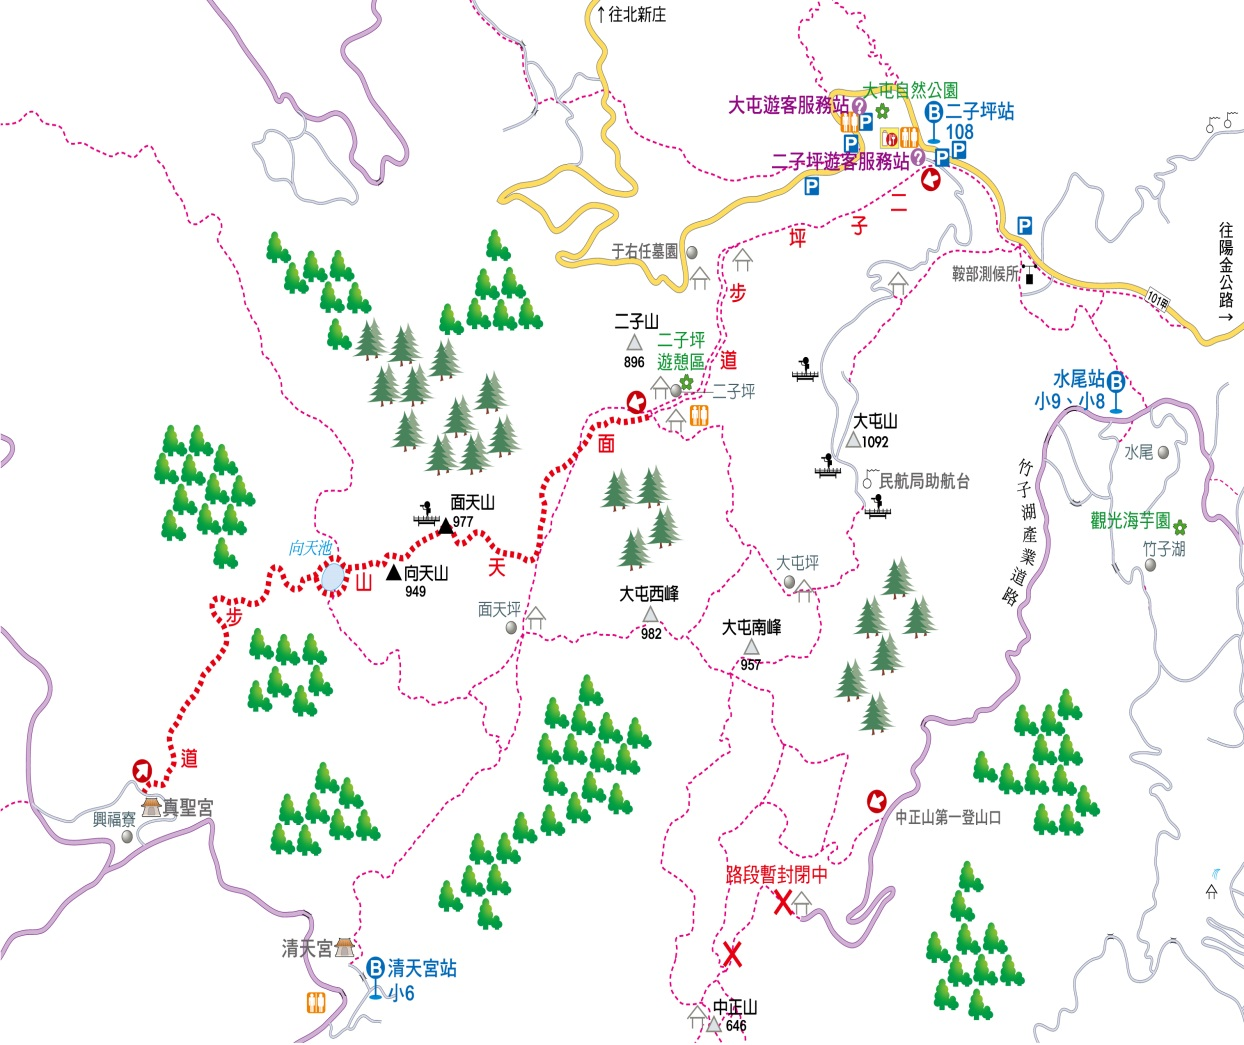 ↑往北新庄
大屯自然公園
大屯遊客服務站
?
P
B
二子坪站
108
P
二子坪遊客服務站
?
P
P
P
二
子
坪
步
道
P
往陽金公路→
于右任墓園
鞍部測候所
101甲
二子山
896
二子坪
遊憩區
二子坪
水尾站
小9、小8
B
大屯山
1092
水尾
面
天
山
步
道
民航局助航台
竹子湖產業道路
面天山
977
觀光海芋園
竹子湖
向天池
向天山
949
大屯坪
面天坪
大屯西峰
982
大屯南峰
957
真聖宮
興福寮
中正山第一登山口
路段暫封閉中
清天宮
B
清天宮站
小6
中正山
646